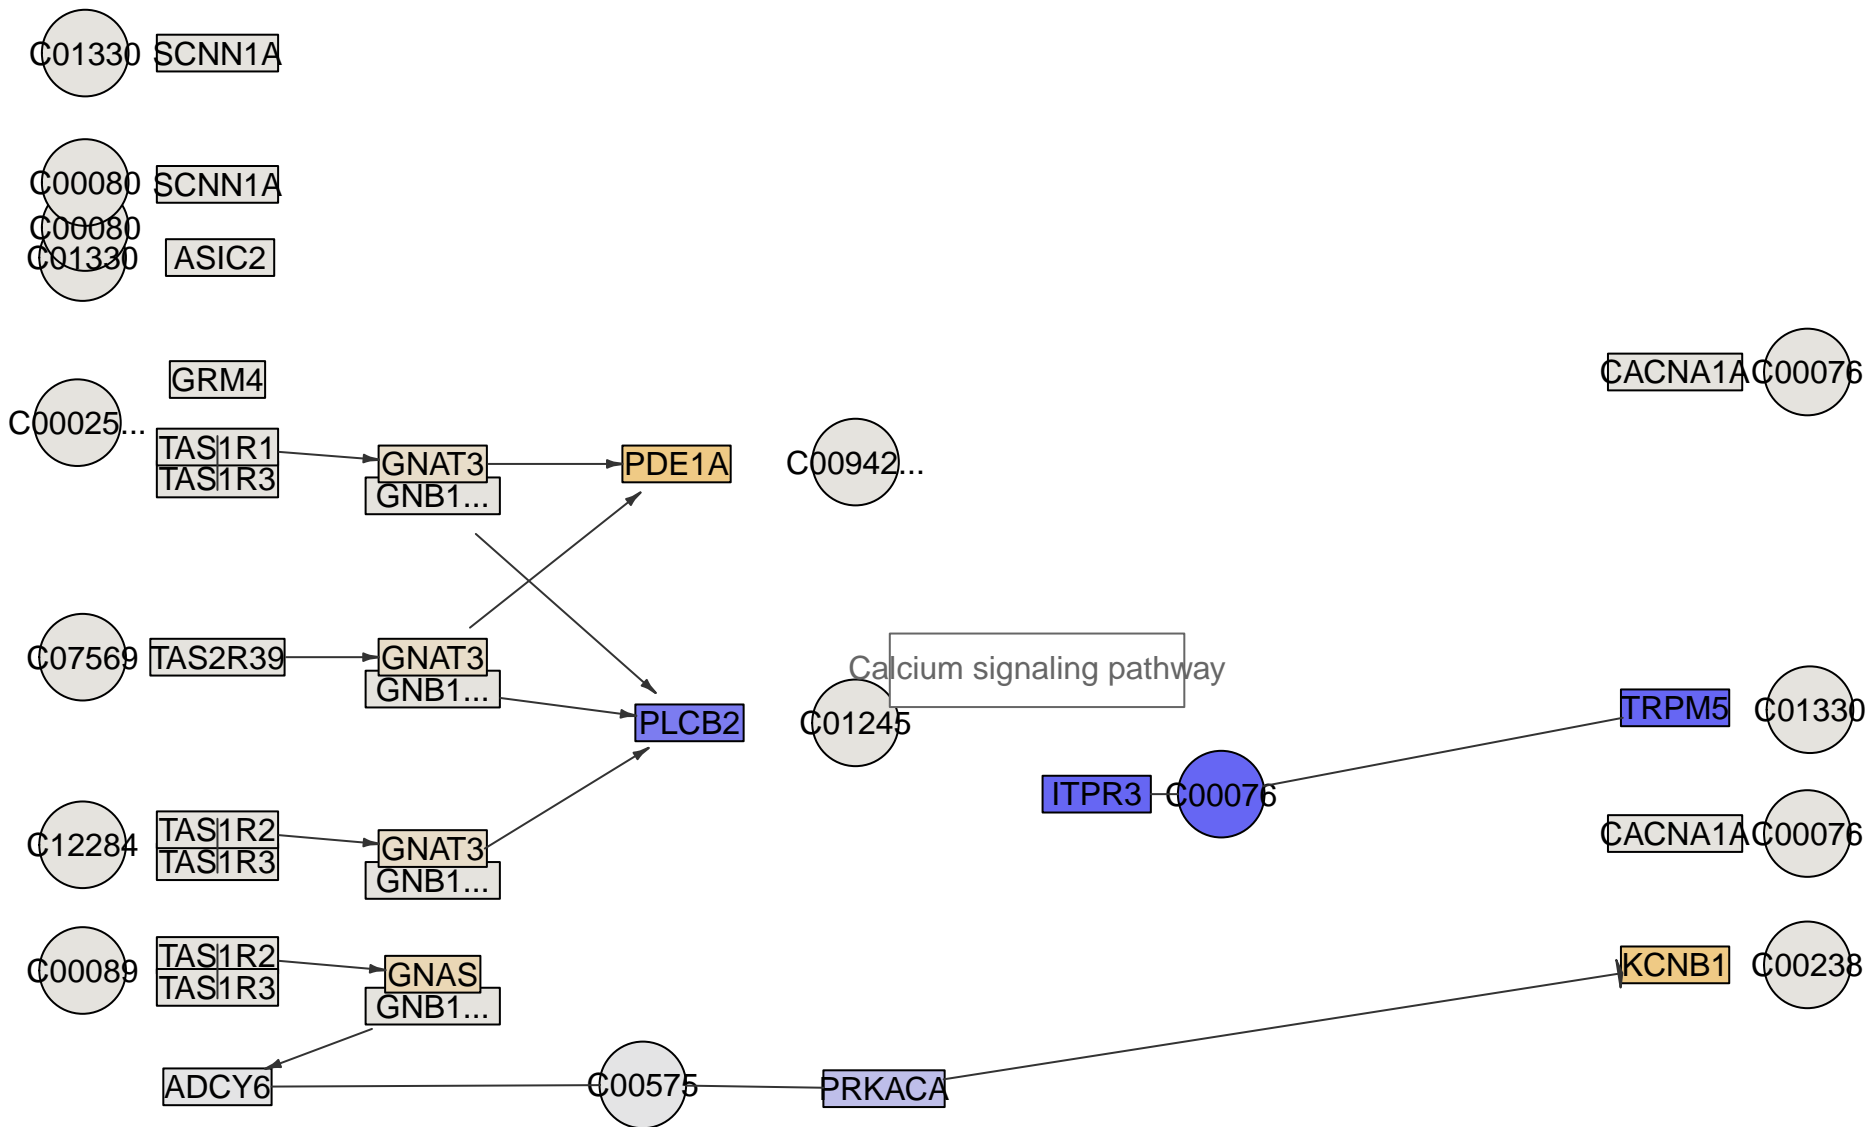 C01330 SCNN1A
C00080 SCNN1A
C00080
C01330 ASIC2
GRM4
CACNA1A C00076
C00025...
TAS1R1
GNAT3 PDE1A C00942...
TAS1R3
GNB1...
C07569 TAS2R39 GNAT3
Calcium signaling pathway
GNB1...
TRPM5 C01330
PLCB2 C01245
ITPR3 C00076
TAS1R2
CACNA1A C00076
C12284
GNAT3
TAS1R3
GNB1...
TAS1R2
KCNB1 C00238
C00089
GNAS
TAS1R3
GNB1...
ADCY6 C00575 PRKACA